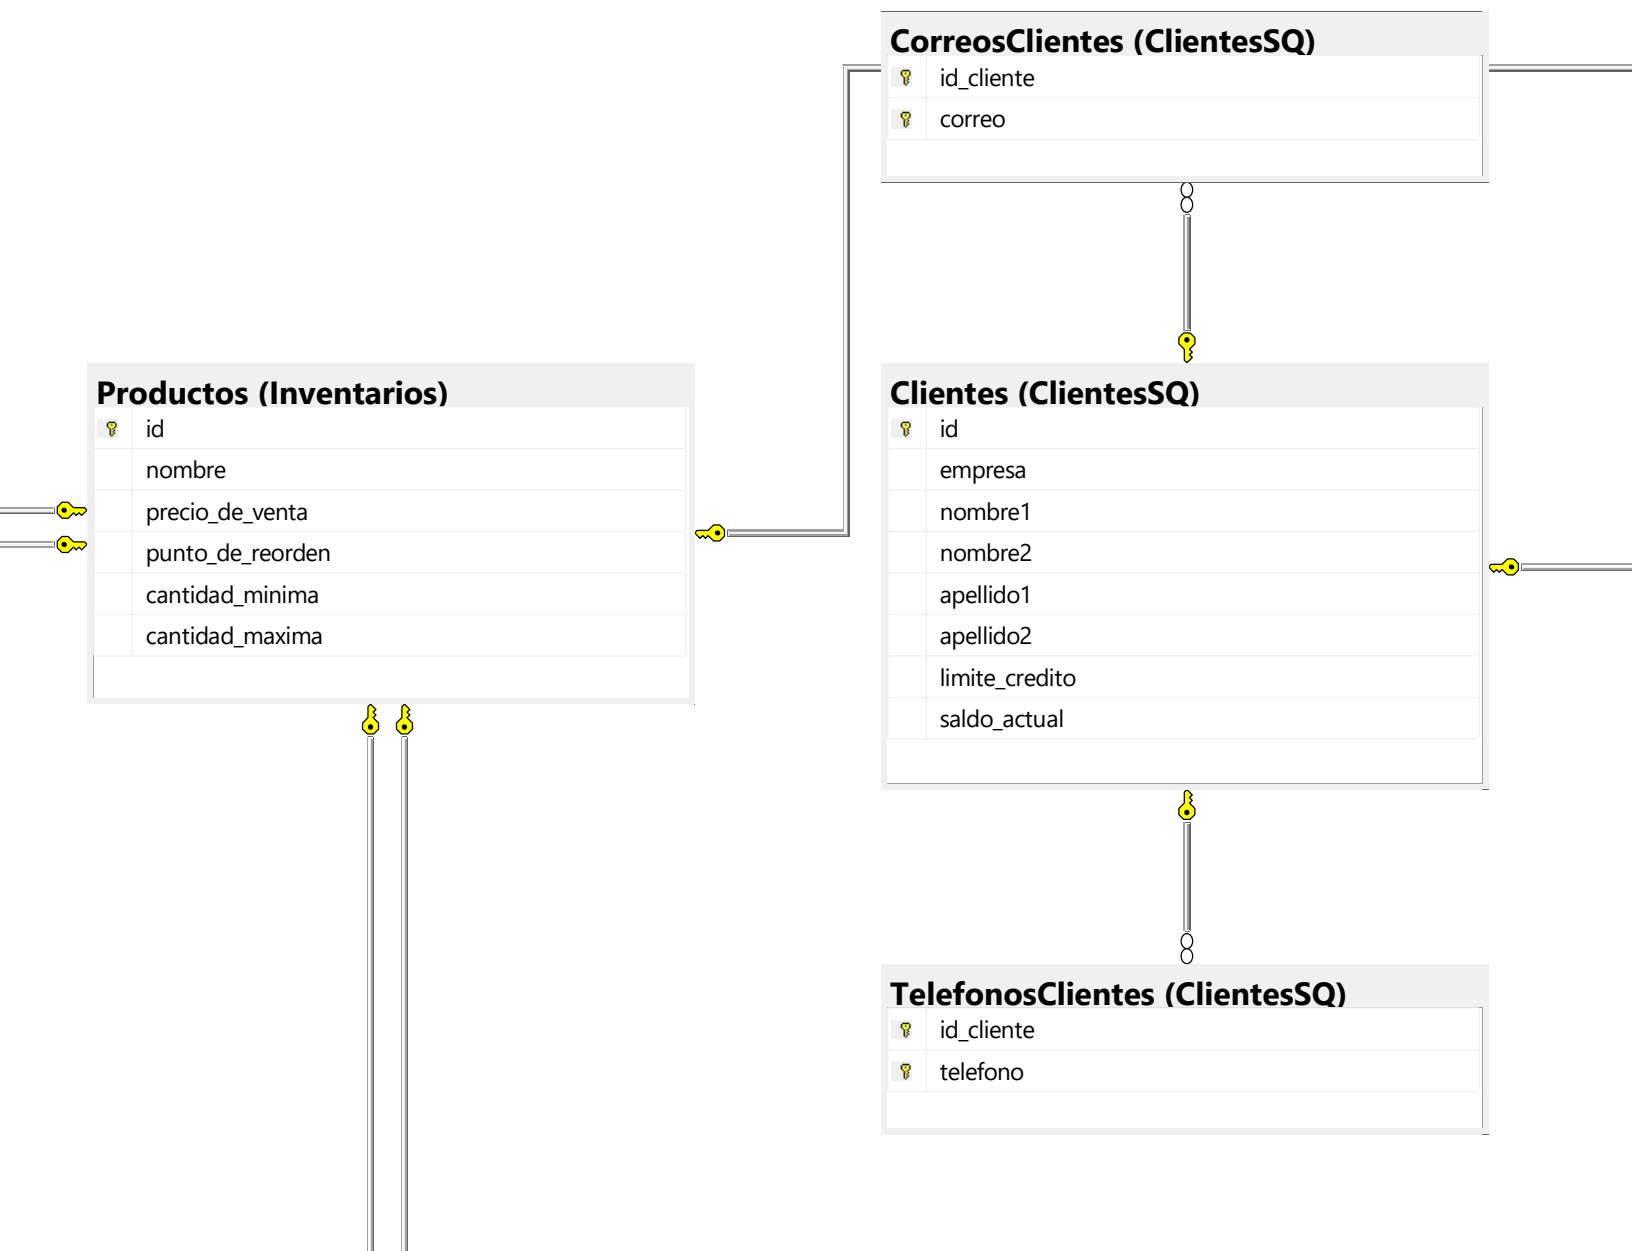 CorreosClientes (ClientesSQ)
id_cliente
correo
Productos (Inventarios)
id
nombre
precio_de_venta
punto_de_reorden
cantidad_minima
cantidad_maxima
Clientes (ClientesSQ)
id
empresa
nombre1
nombre2
apellido1
apellido2
limite_credito
saldo_actual
TelefonosClientes (ClientesSQ)
id_cliente
telefono